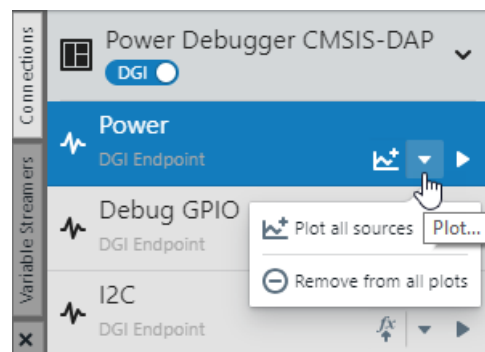 Connections
Variable Streamers
Power Debugger CMSIS-DAP
DGI
Power
DGI Endpoint
Debug GPIO
DGI Endpoint
Plot all sources
Plot...
Remove from all plots
I2C
DGI Endpoint
fx